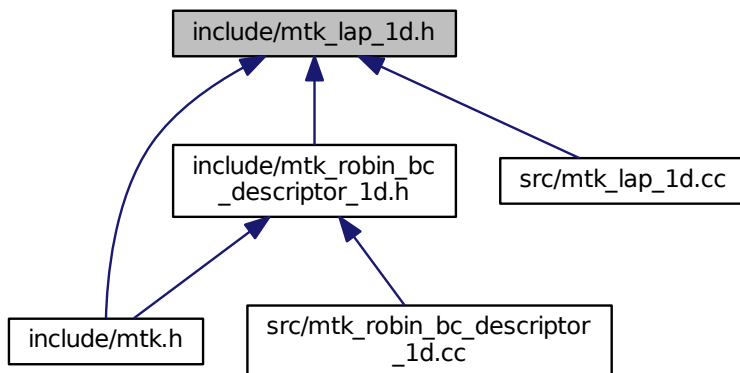 include/mtk_lap_1d.h
include/mtk_robin_bc
_descriptor_1d.h
src/mtk_lap_1d.cc
include/mtk.h
src/mtk_robin_bc_descriptor
_1d.cc